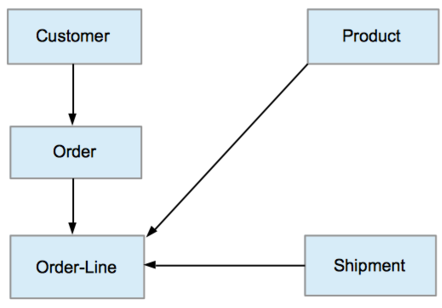 Customer
Product
Order
Order-Line
Shipment